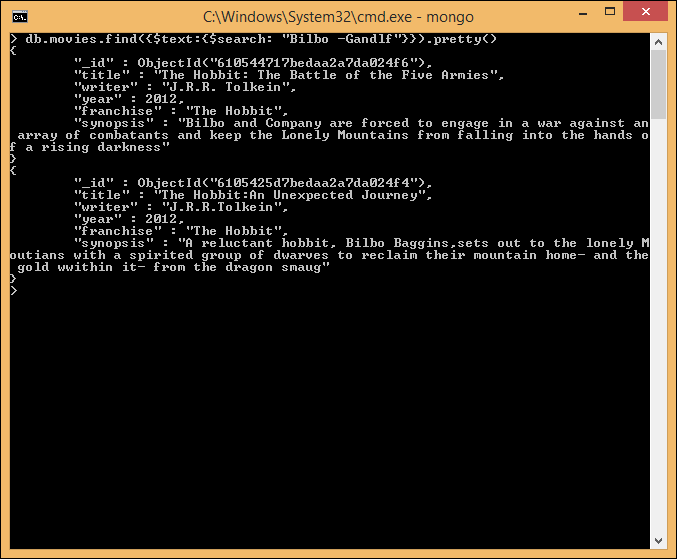 C:\Windows\System32\cmd.exe - mongo
> db.movies.find({$text:{$search: "Bilbo -Gandlf"}}).pretty()
{
"_id" : ObjectId("610544717bedaa2a7da024f6"),
"title" : "The Hobbit: The Battle of the Five Armies",
"writer" : "J.R.R. Tolkein",
"year" : 2012,
"franchise" : "The Hobbit",
"synopsis" : "Bilbo and Company are forced to engage in a war against an
array of combatants and keep the Lonely Mountains from falling into the hands o
f a rising darkness"
}
{
"_id" : ObjectId("6105425d7bedaa2a7da024f4"),
"title" : "The Hobbit:An Unexpected Journey",
"writer" : "J.R.R.Tolkein",
"year" : 2012,
"franchise" : "The Hobbit",
"synopsis" : "A reluctant hobbit, Bilbo Baggins,sets out to the lonely M
outians with a spirited group of dwarves to reclaim their mountain home- and the
gold wwithin it- from the dragon smaug"
}
>